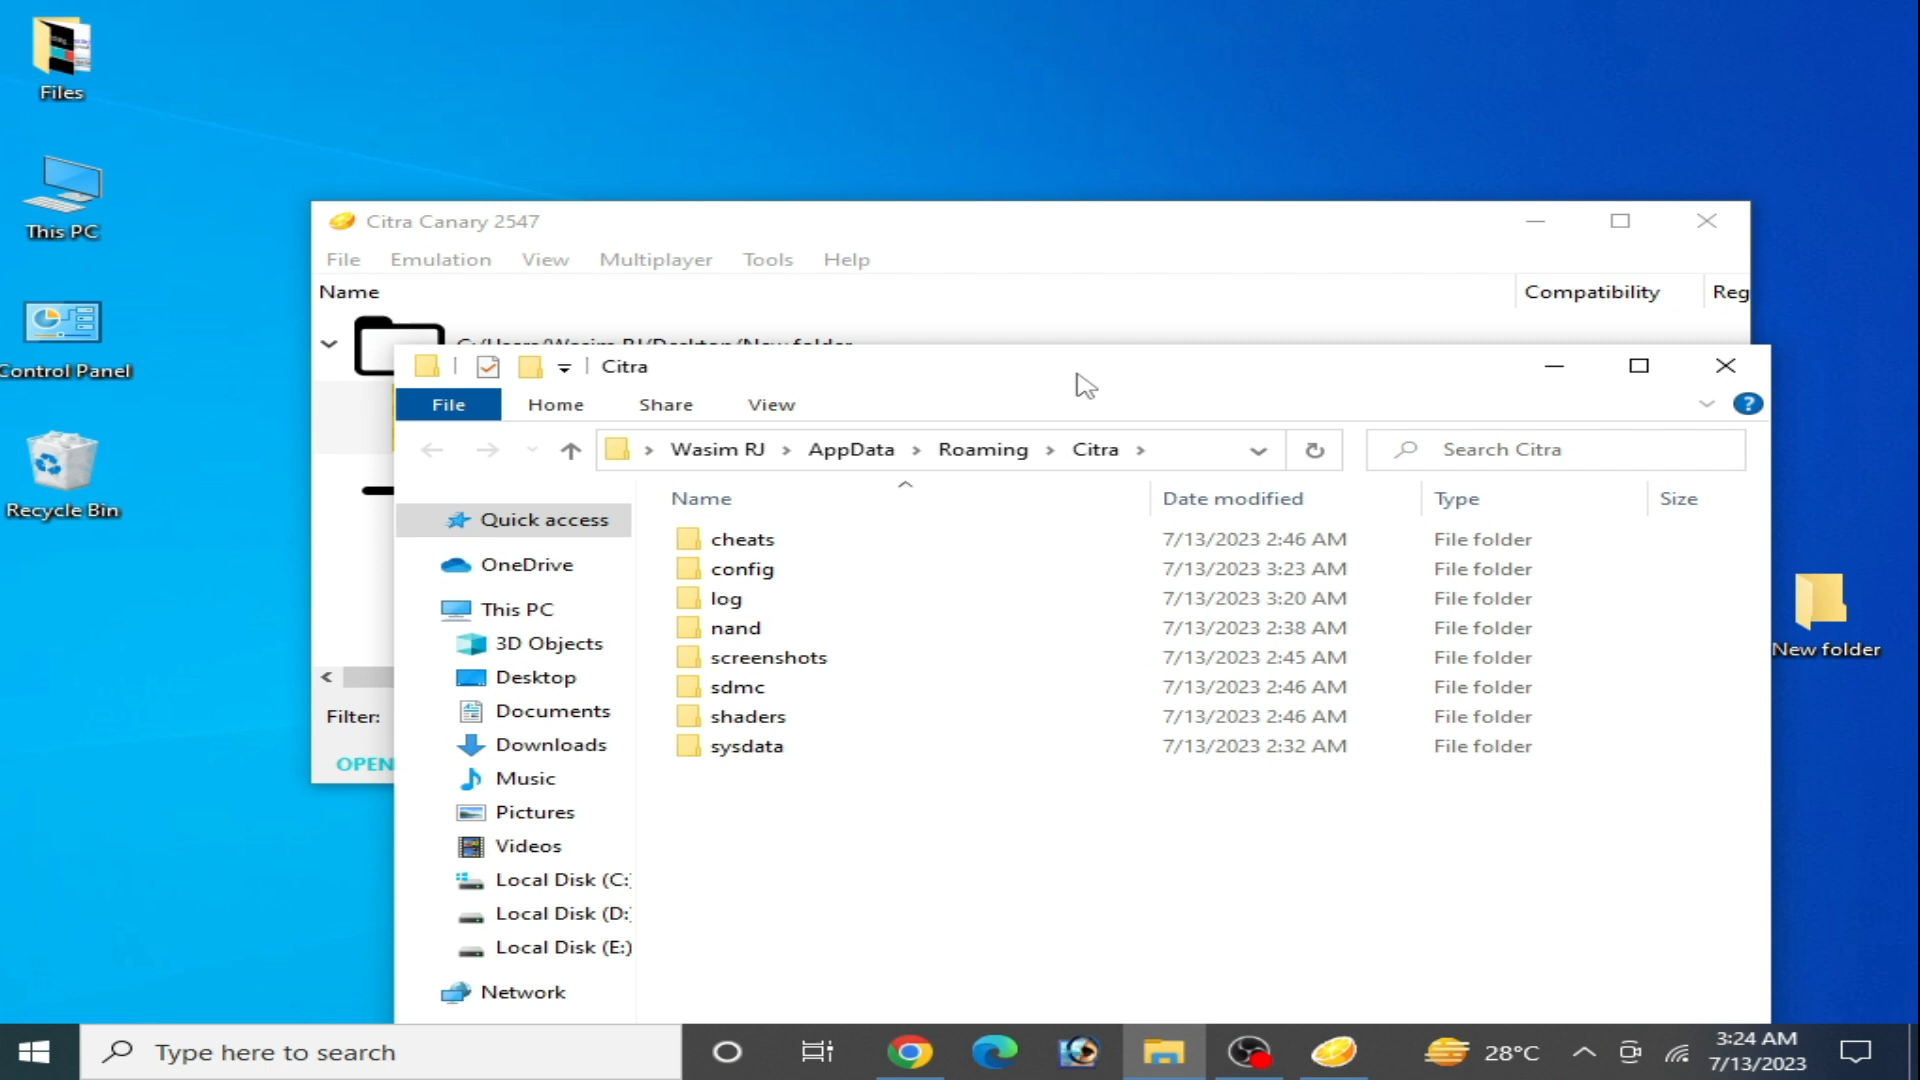 Files
This PC
Control Panel
Recycle Bin
New folder
Citra Canary 2547
File Emulation View Multiplayer Tools Help
Name Compatibility Reg
C:/Users/Wasim RJ/Desktop/New folder
Filter:
OPEN
Citra
File Home Share View
Wasim RJ > AppData > Roaming > Citra >
Search Citra
Name Date modified Type Size
Quick access
OneDrive
This PC
3D Objects
Desktop
Documents
Downloads
Music
Pictures
Videos
Local Disk (C:
Local Disk (D:
Local Disk (E:)
Network
cheats 7/13/2023 2:46 AM File folder
config 7/13/2023 3:23 AM File folder
log 7/13/2023 3:20 AM File folder
nand 7/13/2023 2:38 AM File folder
screenshots 7/13/2023 2:45 AM File folder
sdmc 7/13/2023 2:46 AM File folder
shaders 7/13/2023 2:46 AM File folder
sysdata 7/13/2023 2:32 AM File folder
Type here to search
28°C
3:24 AM
7/13/2023